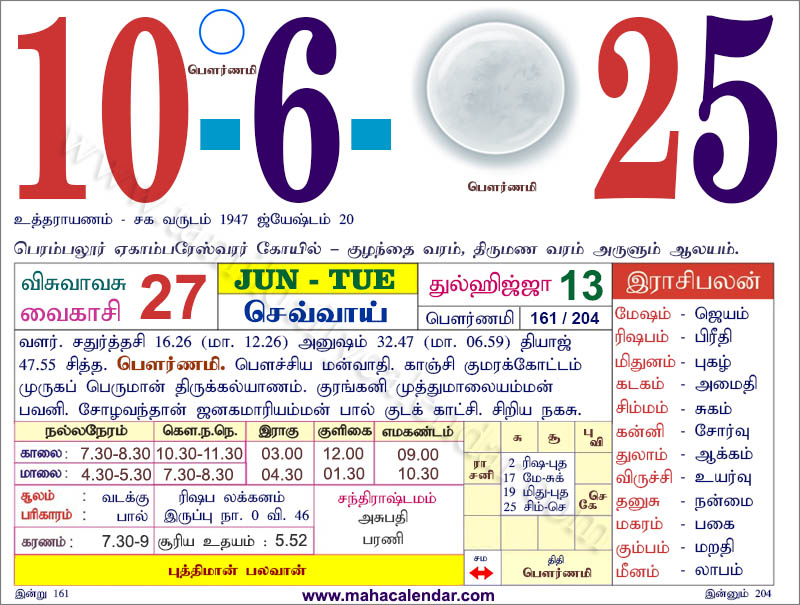 10-6-25
பௌர்ணமி
பௌர்ணமி
உத்தராயணம் - சக வருடம் 1947 ஜ்யேஷ்டம் 20
பெரம்பலூர் ஏகாம்பரேஸ்வரர் கோயில் – குழந்தை வரம், திருமண வரம் அருளும் ஆலயம்.
விசுவாவசு
வைகாசி 27
JUN - TUE
செவ்வாய்
துல்ஹிஜ்ஜா 13
பௌர்ணமி 161 / 204
வளர். சதுர்த்தசி 16.26 (மா. 12.26) அனுஷம் 32.47 (மா. 06.59) தியாஜ்
47.55 சித்த. பௌர்ணமி. பௌச்சிய மன்வாதி. காஞ்சி குமரக்கோட்டம்
முருகப் பெருமான் திருக்கல்யாணம். குரங்கனி முத்துமாலையம்மன்
பவனி. சோழவந்தான் ஜனகமாரியம்மன் பால் குடக் காட்சி. சிறிய நகசு.
இராசிபலன்
மேஷம் - ஜெயம்
ரிஷபம் - பிரீதி
மிதுனம் - புகழ்
கடகம் - அமைதி
சிம்மம் - சுகம்
கன்னி - சோர்வு
துலாம் - ஆக்கம்
விருச்சி - உயர்வு
தனுசு - நன்மை
மகரம் - பகை
கும்பம் - மறதி
மீனம் - லாபம்
நல்லநேரம் கௌ.ந.நெ. இராகு குளிகை எமகண்டம்
காலை: 7.30-8.30 10.30-11.30 03.00 12.00 09.00
மாலை: 4.30-5.30 7.30-8.30 04.30 01.30 10.30
சூலம் : வடக்கு
பரிகாரம் : பால்
ரிஷப லக்கனம்
இருப்பு நா. 0 வி. 46
சந்திராஷ்டமம்
அசுபதி
பரணி
கரணம் : 7.30-9 சூரிய உதயம் : 5.52
சு சூ பு வி
ரா சனி
2 ரிஷ-புத
17 மே-சுக்
19 மிது-புத
25 சிம்-செ
செ கே
புத்திமான் பலவான்
சம
திதி
பௌர்ணமி
இன்று 161
www.mahacalendar.com
இன்னும் 204